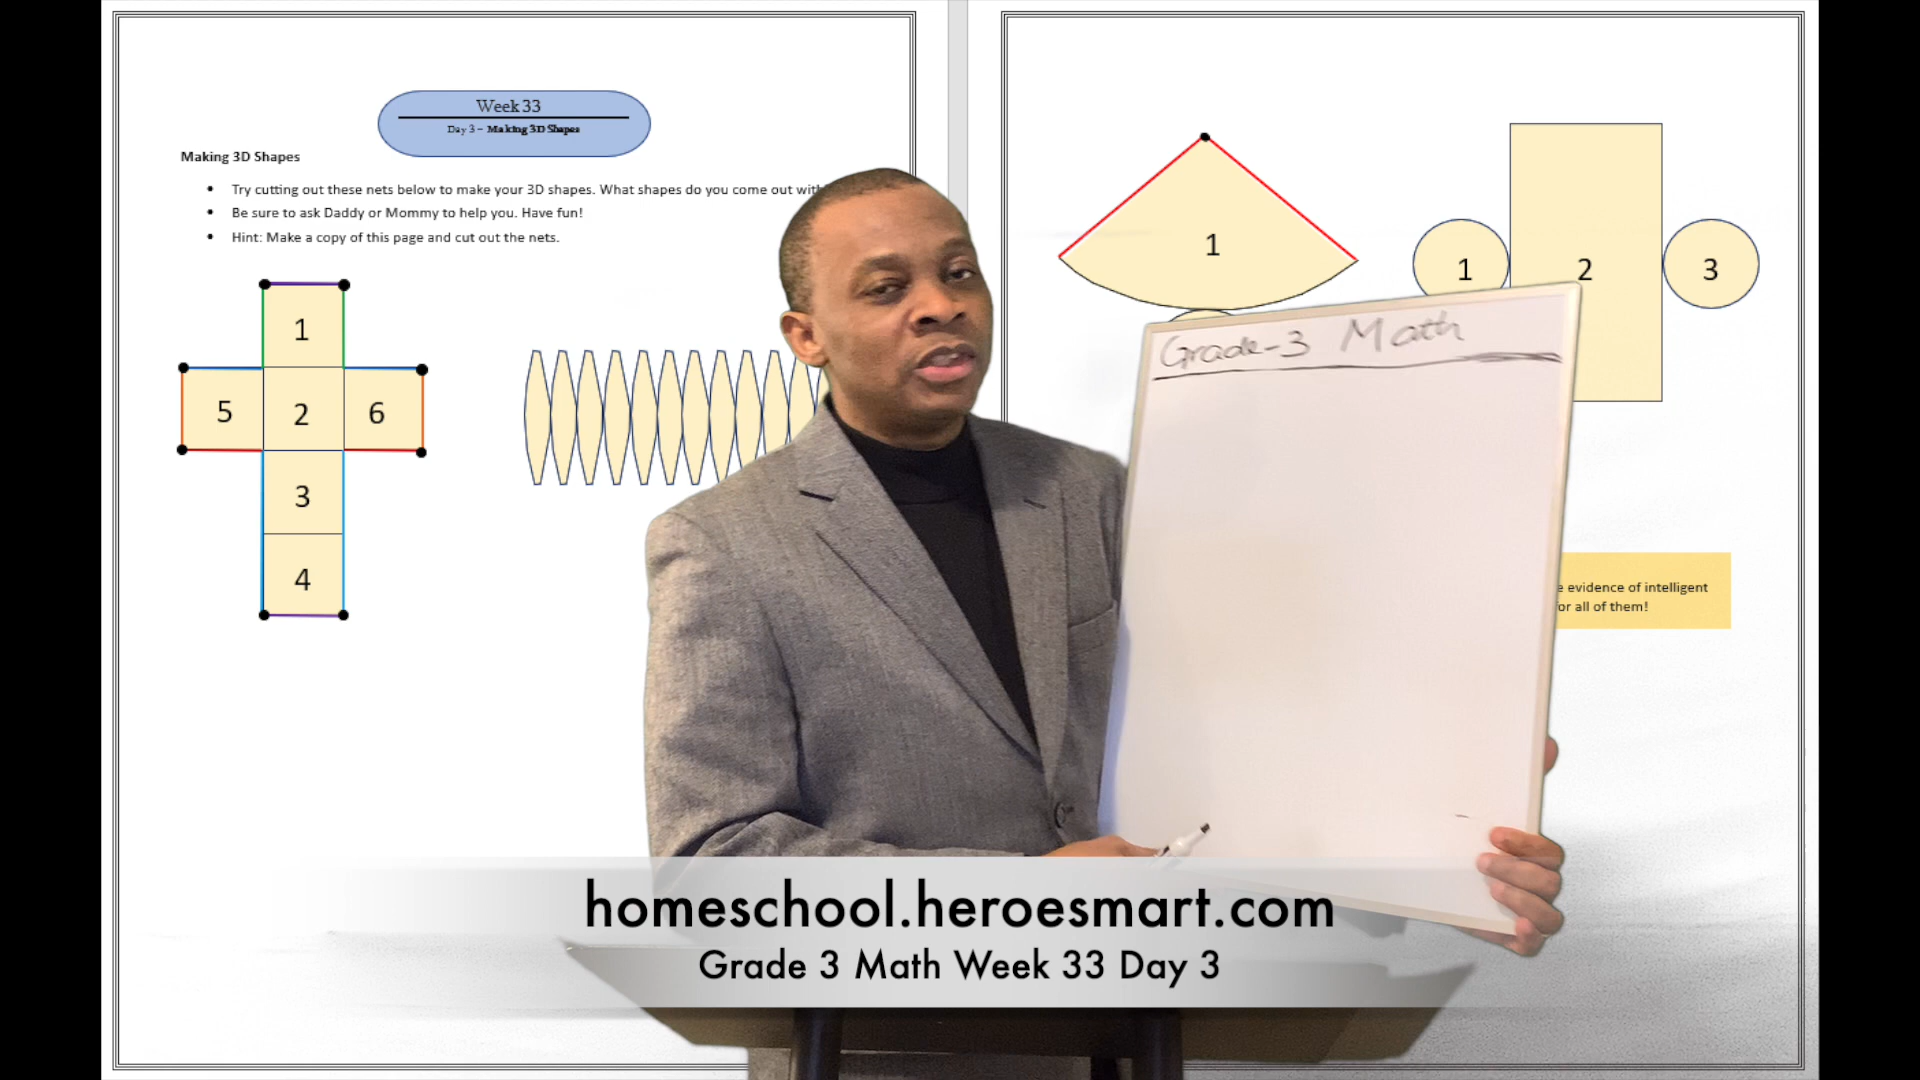 Week 33
Day 3 – Making 3D Shapes
Making 3D Shapes
• Try cutting out these nets below to make your 3D shapes. What shapes do you come out
• Be sure to ask Daddy or Mommy to help you. Have fun!
• Hint: Make a copy of this page and cut out the nets.
1
5 2 6
3
4
1
1 2 3
Grade-3 Math
evidence of intelligent
for all of them!
homeschool.heroesmart.com
Grade 3 Math Week 33 Day 3